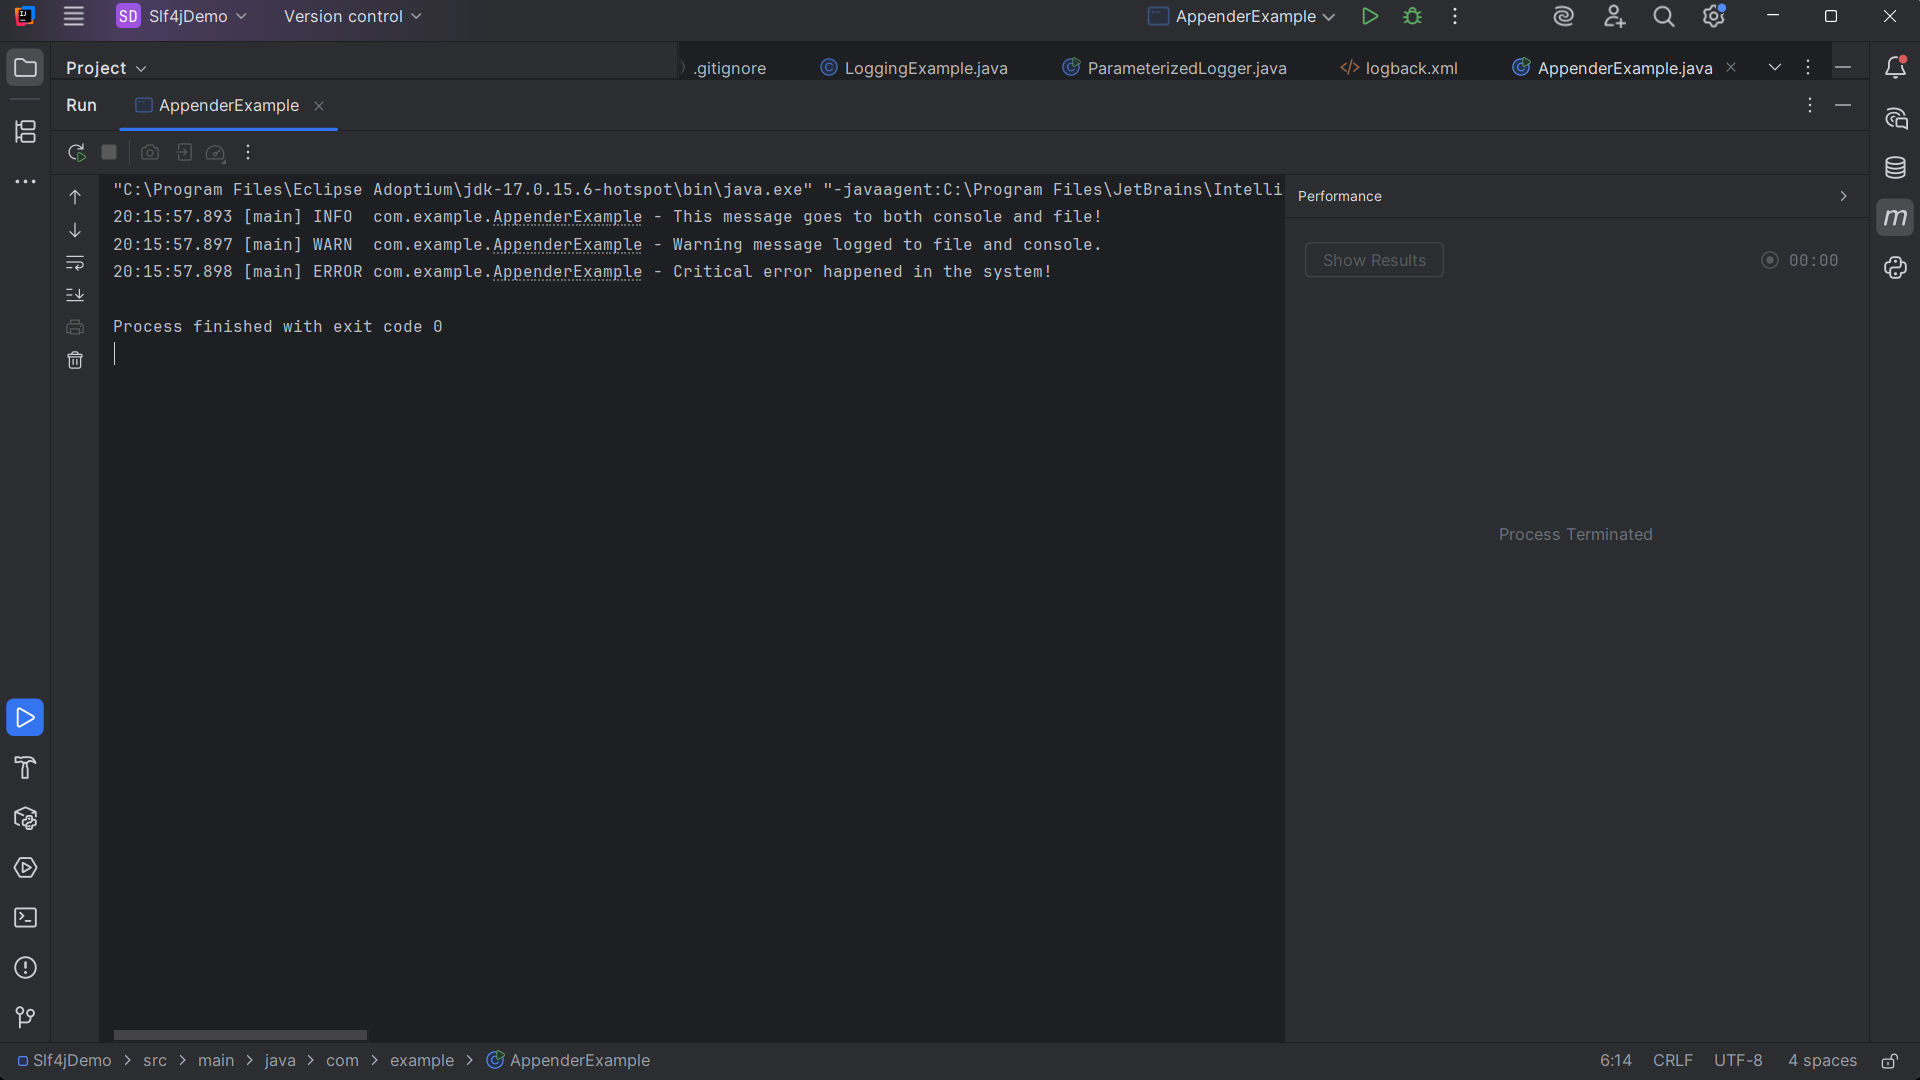 SD Slf4jDemo Version control AppenderExample
Project .gitignore LoggingExample.java ParameterizedLogger.java logback.xml AppenderExample.java
Run AppenderExample
"C:\Program Files\Eclipse Adoptium\jdk-17.0.15.6-hotspot\bin\java.exe" "-javaagent:C:\Program Files\JetBrains\Intelli
20:15:57.893 [main] INFO  com.example.AppenderExample - This message goes to both console and file!
20:15:57.897 [main] WARN  com.example.AppenderExample - Warning message logged to file and console.
20:15:57.898 [main] ERROR com.example.AppenderExample - Critical error happened in the system!
Process finished with exit code 0
Performance
Show Results 00:00
Process Terminated
m
Slf4jDemo > src > main > java > com > example > AppenderExample 6:14 CRLF UTF-8 4 spaces